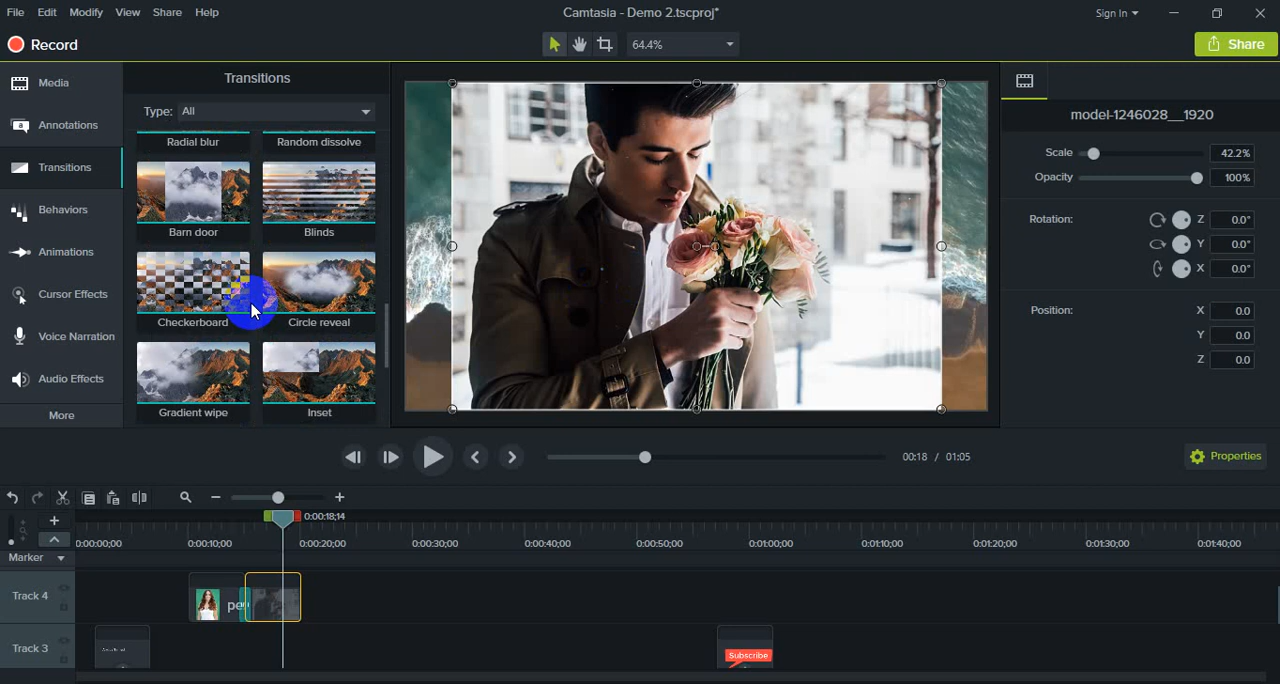 File Edit Modify View Share Help
Camtasia - Demo 2.tscproj*
Sign In
Record
64.4%
Share
Media
Annotations
Transitions
Behaviors
Animations
Cursor Effects
Voice Narration
Audio Effects
More
Transitions
Type: All
Radial blur Random dissolve
Barn door Blinds
Checkerboard Circle reveal
Gradient wipe Inset
model-1246028__1920
Scale 42.2%
Opacity 100%
Rotation: Z 0.0°
Y 0.0°
X 0.0°
Position: X 0.0
Y 0.0
Z 0.0
00:18 / 01:05
Properties
0:00:18;14
0:00:00;00 0:00:10;00 0:00:20;00 0:00:30;00 0:00:40;00 0:00:50;00 0:01:00;00 0:01:10;00 0:01:20;00 0:01:30;00 0:01:40;00
Marker
Track 4
Track 3
Subscribe